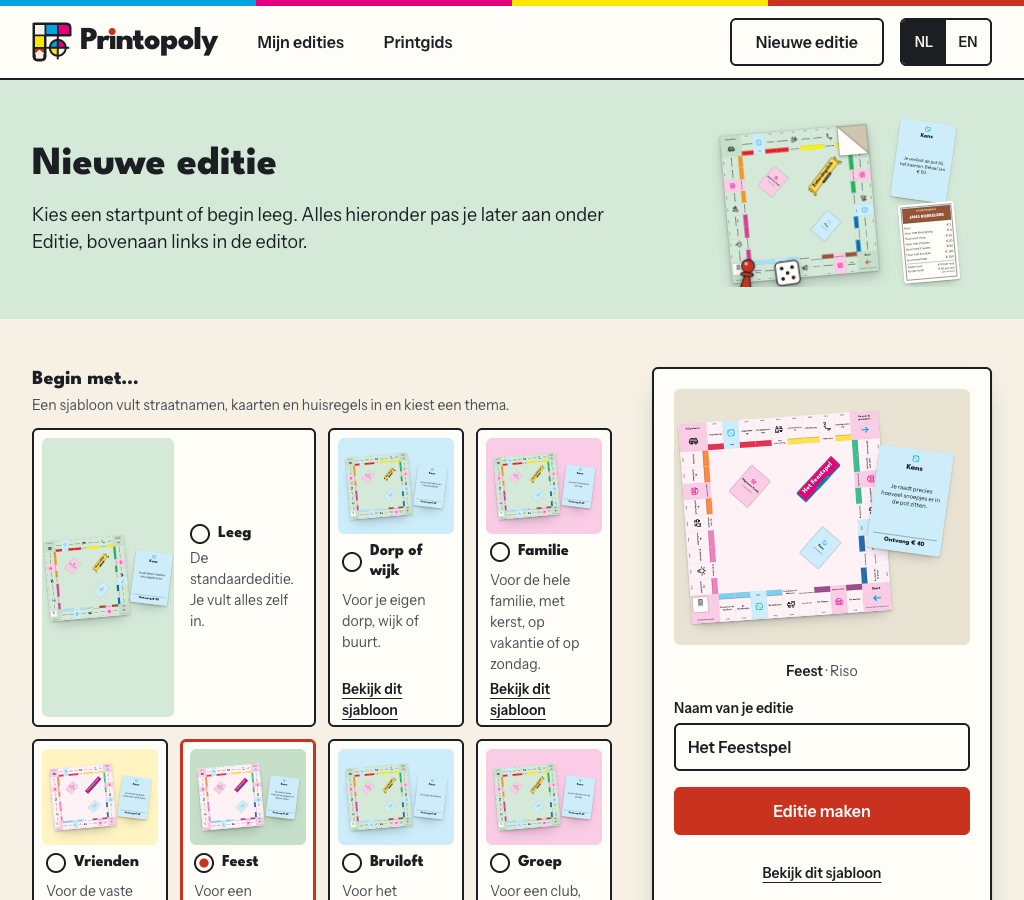 Printopoly
Mijn edities
Printgids
Nieuwe editie
NL
EN
Nieuwe editie
Kies een startpunt of begin leeg. Alles hieronder pas je later aan onder
Editie, bovenaan links in de editor.
Kans
Begin met...
Een sjabloon vult straatnamen, kaarten en huisregels in en kiest een thema.
Leeg
De
standaardeditie.
Je vult alles zelf
in.
Dorp of
wijk
Voor je eigen
dorp, wijk of
buurt.
Bekijk dit
sjabloon
Familie
Voor de hele
familie, met
kerst, op
vakantie of op
zondag.
Bekijk dit
sjabloon
Vrienden
Voor de vaste
Feest
Voor een
Bruiloft
Voor het
Groep
Voor een club,
Het Feestspel
Kans
Je raadt precies
hoeveel snoepjes er in
de pot zitten.
Ontvang € 40
Feest · Riso
Naam van je editie
Het Feestspel
Editie maken
Bekijk dit sjabloon